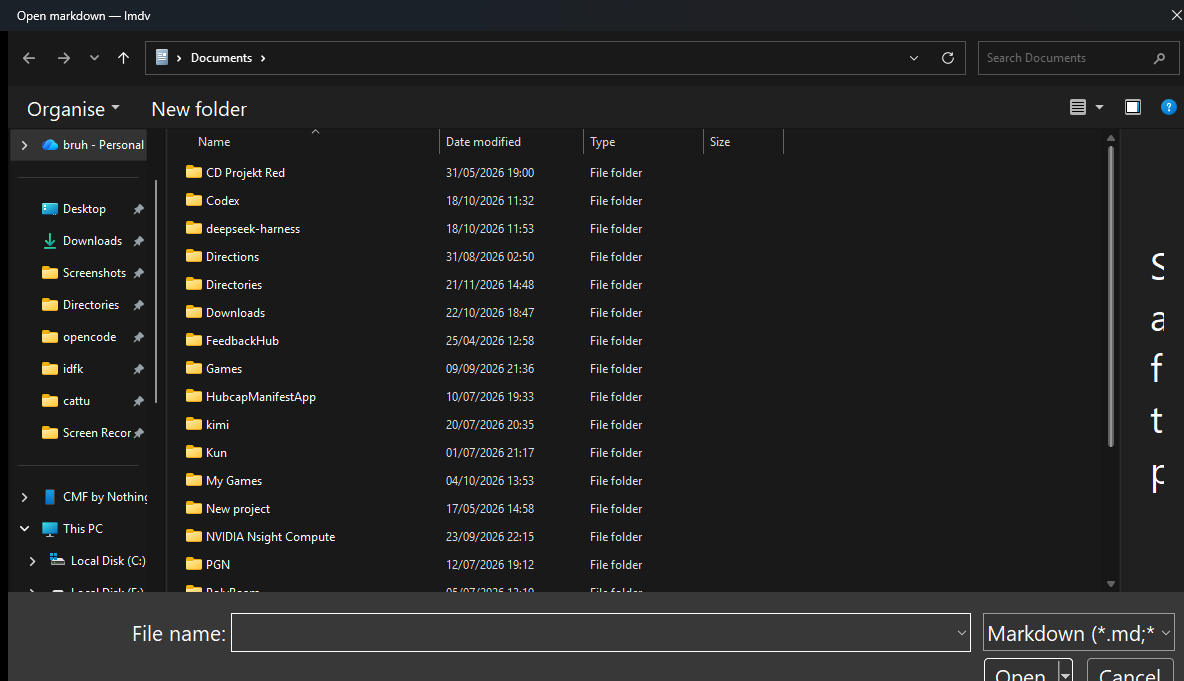 Open markdown — lmdv
Documents
Search Documents
Organise
New folder
bruh - Personal
Desktop
Downloads
Screenshots
Directories
opencode
idfk
cattu
Screen Recor
CMF by Nothing
This PC
Local Disk (C:)
Name Date modified Type Size
CD Projekt Red 31/05/2026 19:00 File folder
Codex 18/10/2026 11:32 File folder
deepseek-harness 18/10/2026 11:53 File folder
Directions 31/08/2026 02:50 File folder
Directories 21/11/2026 14:48 File folder
Downloads 22/10/2026 18:47 File folder
FeedbackHub 25/04/2026 12:58 File folder
Games 09/09/2026 21:36 File folder
HubcapManifestApp 10/07/2026 19:33 File folder
kimi 20/07/2026 20:35 File folder
Kun 01/07/2026 21:17 File folder
My Games 04/10/2026 13:53 File folder
New project 17/05/2026 14:58 File folder
NVIDIA Nsight Compute 23/09/2026 22:15 File folder
PGN 12/07/2026 19:12 File folder
S
a
f
t
p
File name:
Markdown (*.md;*
Open
Cancel